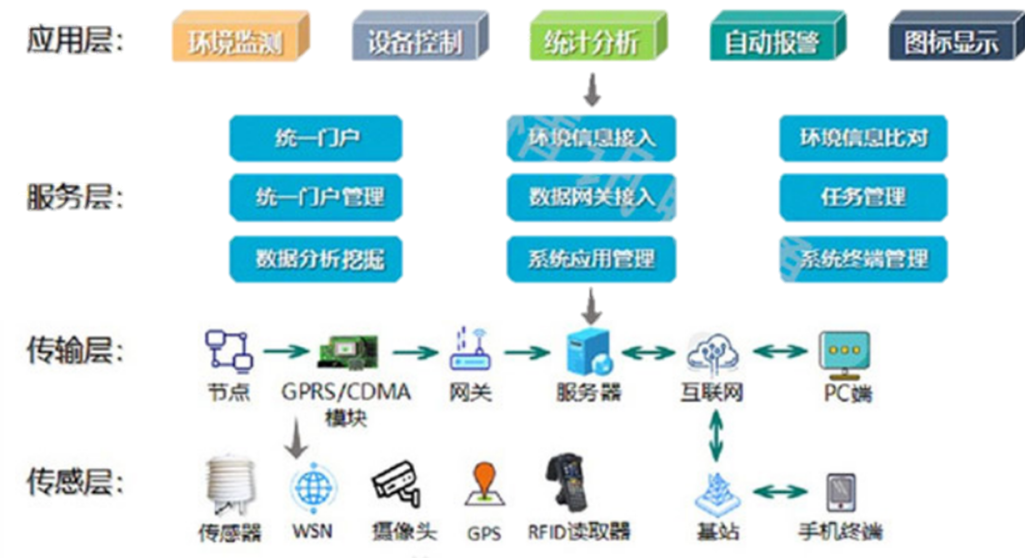 应用层: 环境监测 设备控制 统计分析 自动报警 图标显示
统一门户 环境信息接入 环境信息比对
服务层: 统一门户管理 数据网关接入 任务管理
数据分析挖掘 系统应用管理 系统终端管理
传输层:
节点 GPRS/CDMA 网关 服务器 互联网 PC端
模块
传感层:
传感器 WSN 摄像头 GPS RFID读取器 基站 手机终端